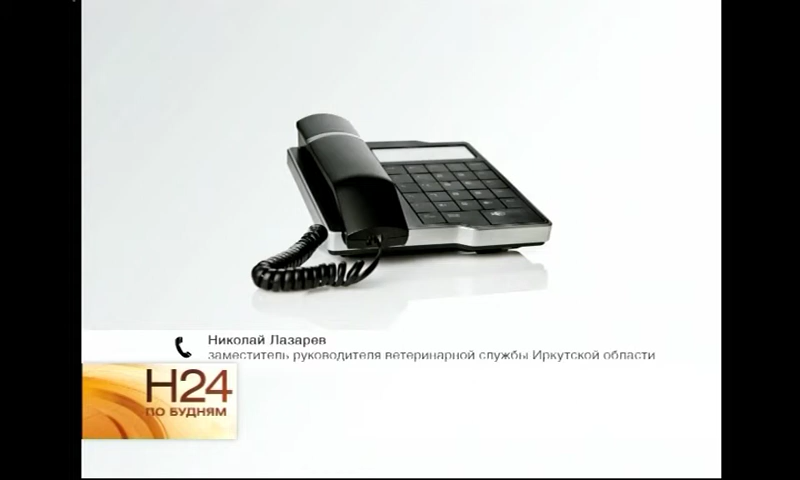 Николай Лазарев
заместитель руководителя ветеринарной службы Иркутской области
Н24
ПО БУДНЯМ